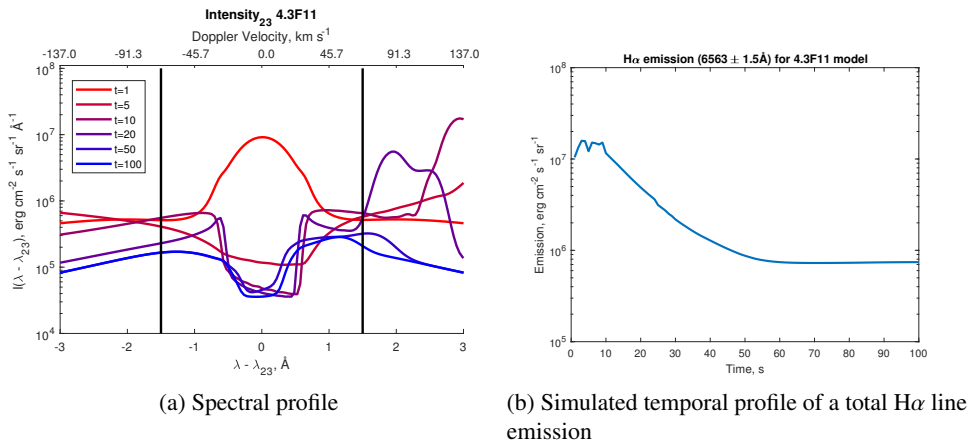 Intensity₂₃ 4.3F11
Doppler Velocity, km s⁻¹
-137.0 -91.3 -45.7 0.0 45.7 91.3 137.0
10⁸
10⁷
10⁶
10⁵
10⁴
I(λ - λ₂₃), erg cm⁻² s⁻¹ sr⁻¹ Å⁻¹
t=1
t=5
t=10
t=20
t=50
t=100
-3 -2 -1 0 1 2 3
λ - λ₂₃, Å
(a) Spectral profile
Hα emission (6563 ± 1.5Å) for 4.3F11 model
10⁸
10⁷
10⁶
10⁵
Emission, erg cm⁻² s⁻¹ sr⁻¹
0 10 20 30 40 50 60 70 80 90 100
Time, s
(b) Simulated temporal profile of a total Hα line
emission